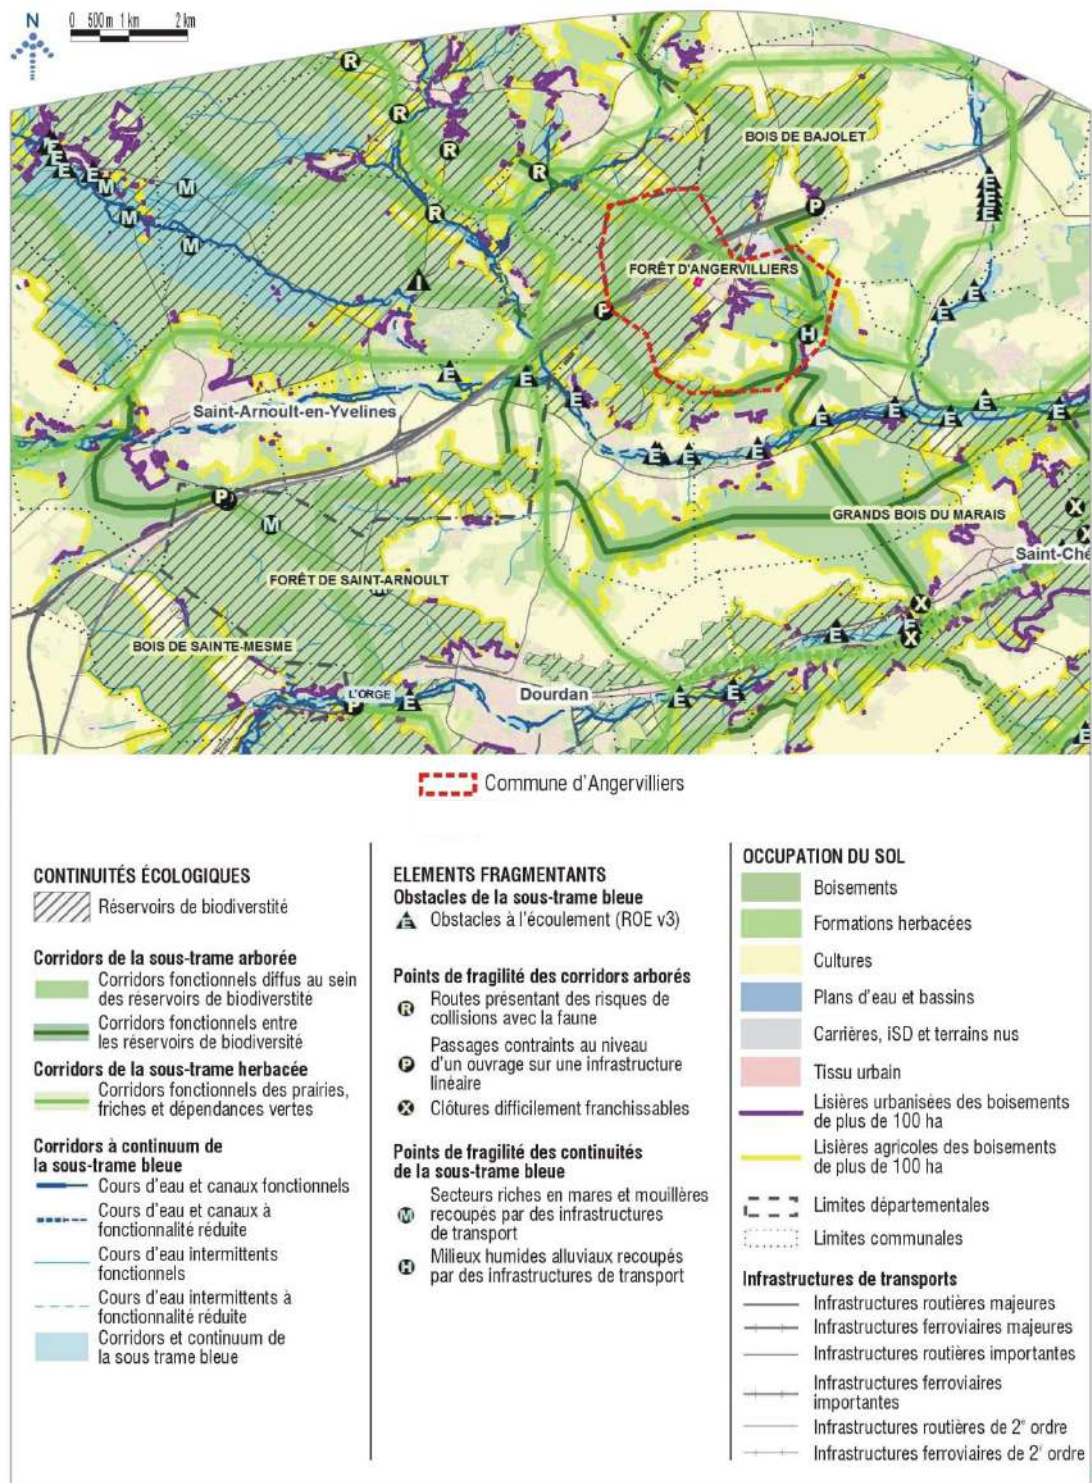 N
0 500 m 1 km 2 km
BOIS DE BAJOLET
FORÊT D'ANGERVILLIERS
Saint-Arnoult-en-Yvelines
GRANDS BOIS DU MARAIS
Saint-Ché
FORÊT DE SAINT-ARNOULT
BOIS DE SAINTE-MESME
L'ORGE
Dourdan
Commune d'Angervilliers
CONTINUITÉS ÉCOLOGIQUES
Réservoirs de biodiverstité
Corridors de la sous-trame arborée
Corridors fonctionnels diffus au sein
des réservoirs de biodiverstité
Corridors fonctionnels entre
les réservoirs de biodiversité
Corridors de la sous-trame herbacée
Corridors fonctionnels des prairies,
friches et dépendances vertes
Corridors à continuum de
la sous-trame bleue
Cours d'eau et canaux fonctionnels
Cours d'eau et canaux à
fonctionnalité réduite
Cours d'eau intermittents
fonctionnels
Cours d'eau intermittents à
fonctionnalité réduite
Corridors et continuum de
la sous trame bleue
ELEMENTS FRAGMENTANTS
Obstacles de la sous-trame bleue
E Obstacles à l'écoulement (ROE v3)
Points de fragilité des corridors arborés
R Routes présentant des risques de
collisions avec la faune
Passages contraints au niveau
P d'un ouvrage sur une infrastructure
linéaire
X Clôtures difficilement franchissables
Points de fragilité des continuités
de la sous-trame bleue
Secteurs riches en mares et mouillères
M recoupés par des infrastructures
de transport
H Milieux humides alluviaux recoupés
par des infrastructures de transport
OCCUPATION DU SOL
Boisements
Formations herbacées
Cultures
Plans d'eau et bassins
Carrières, iSD et terrains nus
Tissu urbain
Lisières urbanisées des boisements
de plus de 100 ha
Lisières agricoles des boisements
de plus de 100 ha
Limites départementales
Limites communales
Infrastructures de transports
Infrastructures routières majeures
Infrastructures ferroviaires majeures
Infrastructures routières importantes
Infrastructures ferroviaires
importantes
Infrastructures routières de 2e ordre
Infrastructures ferroviaires de 2e ordre